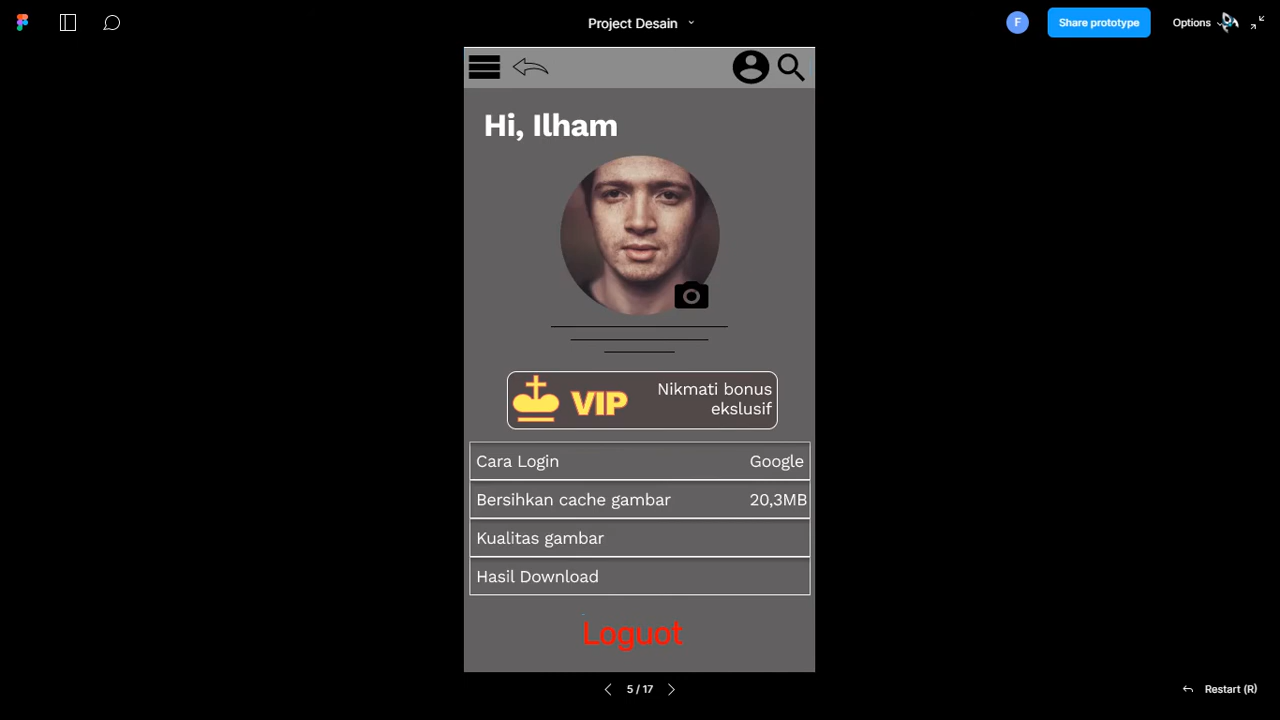 Project Desain
F
Share prototype
Options
Hi, Ilham
VIP
Nikmati bonus
ekslusif
Cara Login Google
Bersihkan cache gambar 20,3MB
Kualitas gambar
Hasil Download
Loguot
5 / 17
Restart (R)